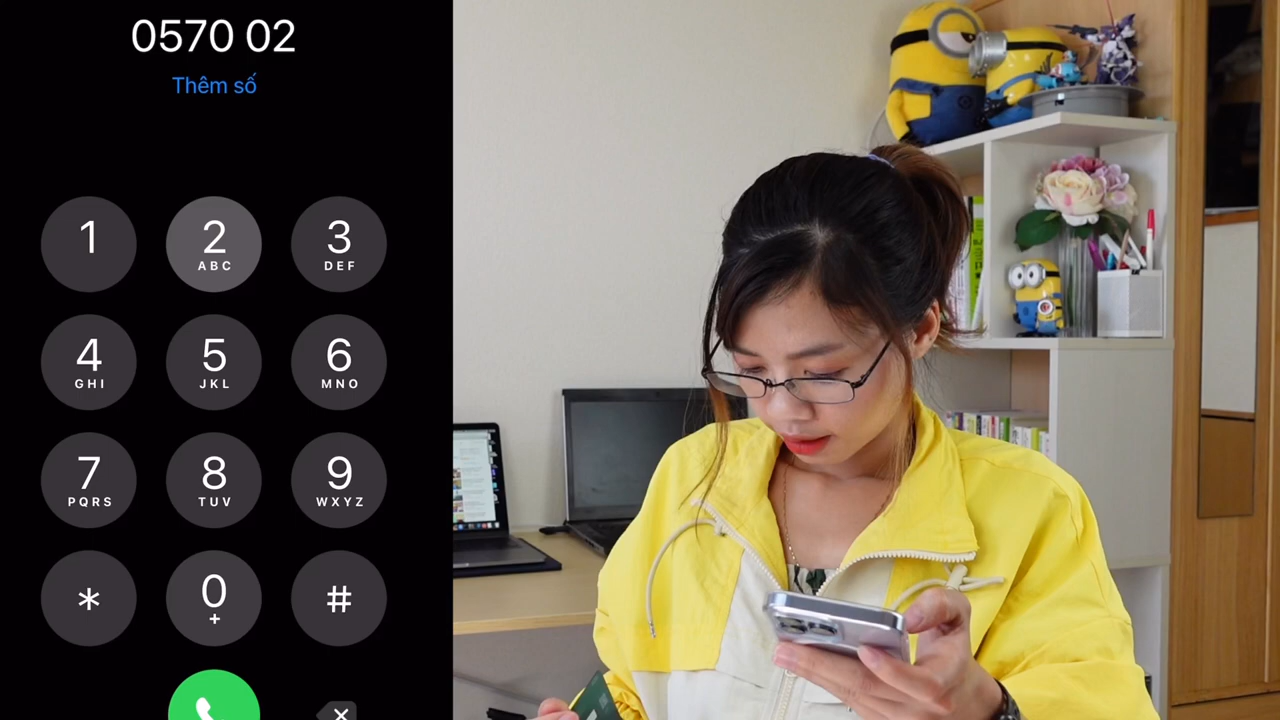 0570 02
Thêm số
1
2
ABC
3
DEF
4
GHI
5
JKL
6
MNO
7
PQRS
8
TUV
9
WXYZ
*
0
+
#